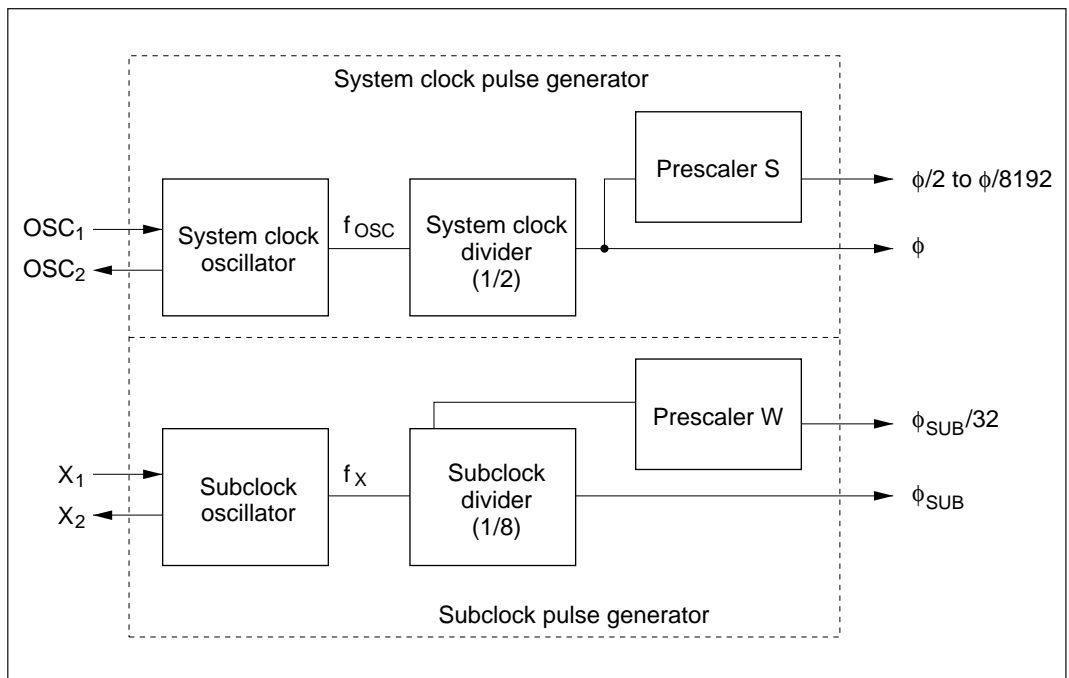 System clock pulse generator
Prescaler S
ϕ/2 to ϕ/8192
OSC1
OSC2
System clock
oscillator
fOSC
System clock
divider
(1/2)
ϕ
Prescaler W
ϕSUB/32
X1
X2
Subclock
oscillator
fX
Subclock
divider
(1/8)
ϕSUB
Subclock pulse generator